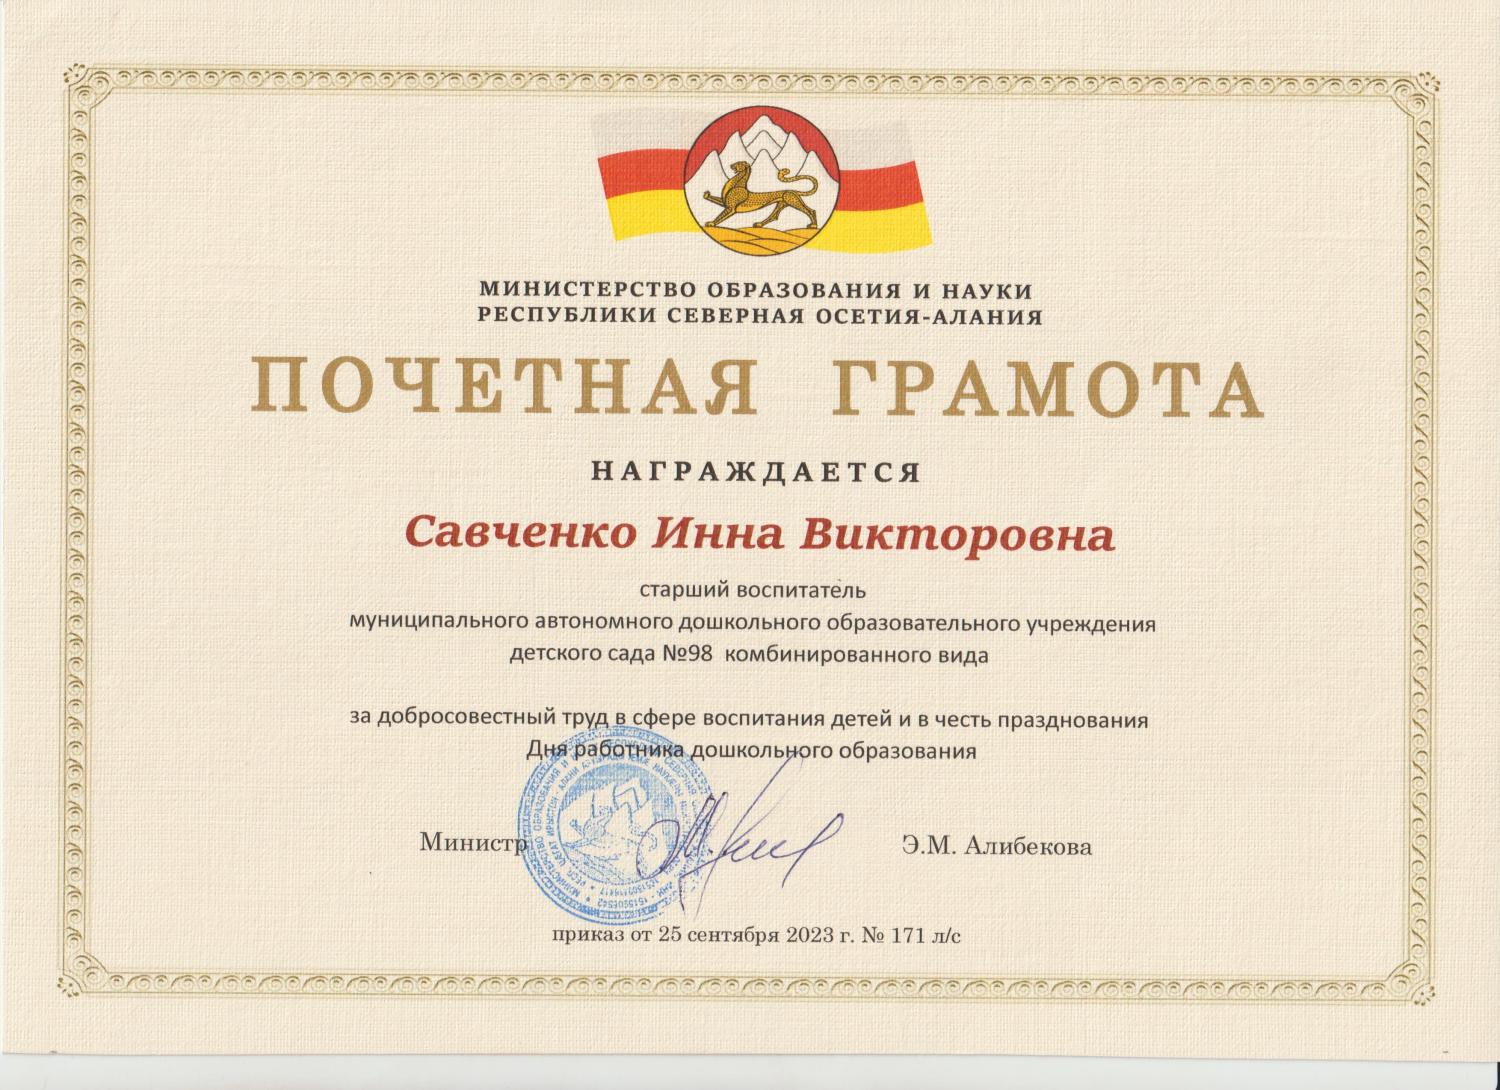 МИНИСТЕРСТВО ОБРАЗОВАНИЯ И НАУКИ
РЕСПУБЛИКИ СЕВЕРНАЯ ОСЕТИЯ-АЛАНИЯ
ПОЧЕТНАЯ ГРАМОТА
НАГРАЖДАЕТСЯ
Савченко Инна Викторовна
старший воспитатель
муниципального автономного дошкольного образовательного учреждения
детского сада №98 комбинированного вида
за добросовестный труд в сфере воспитания детей и в честь празднования
Дня работника дошкольного образования
Министр
Э.М. Алибекова
приказ от 25 сентября 2023 г. № 171 л/с